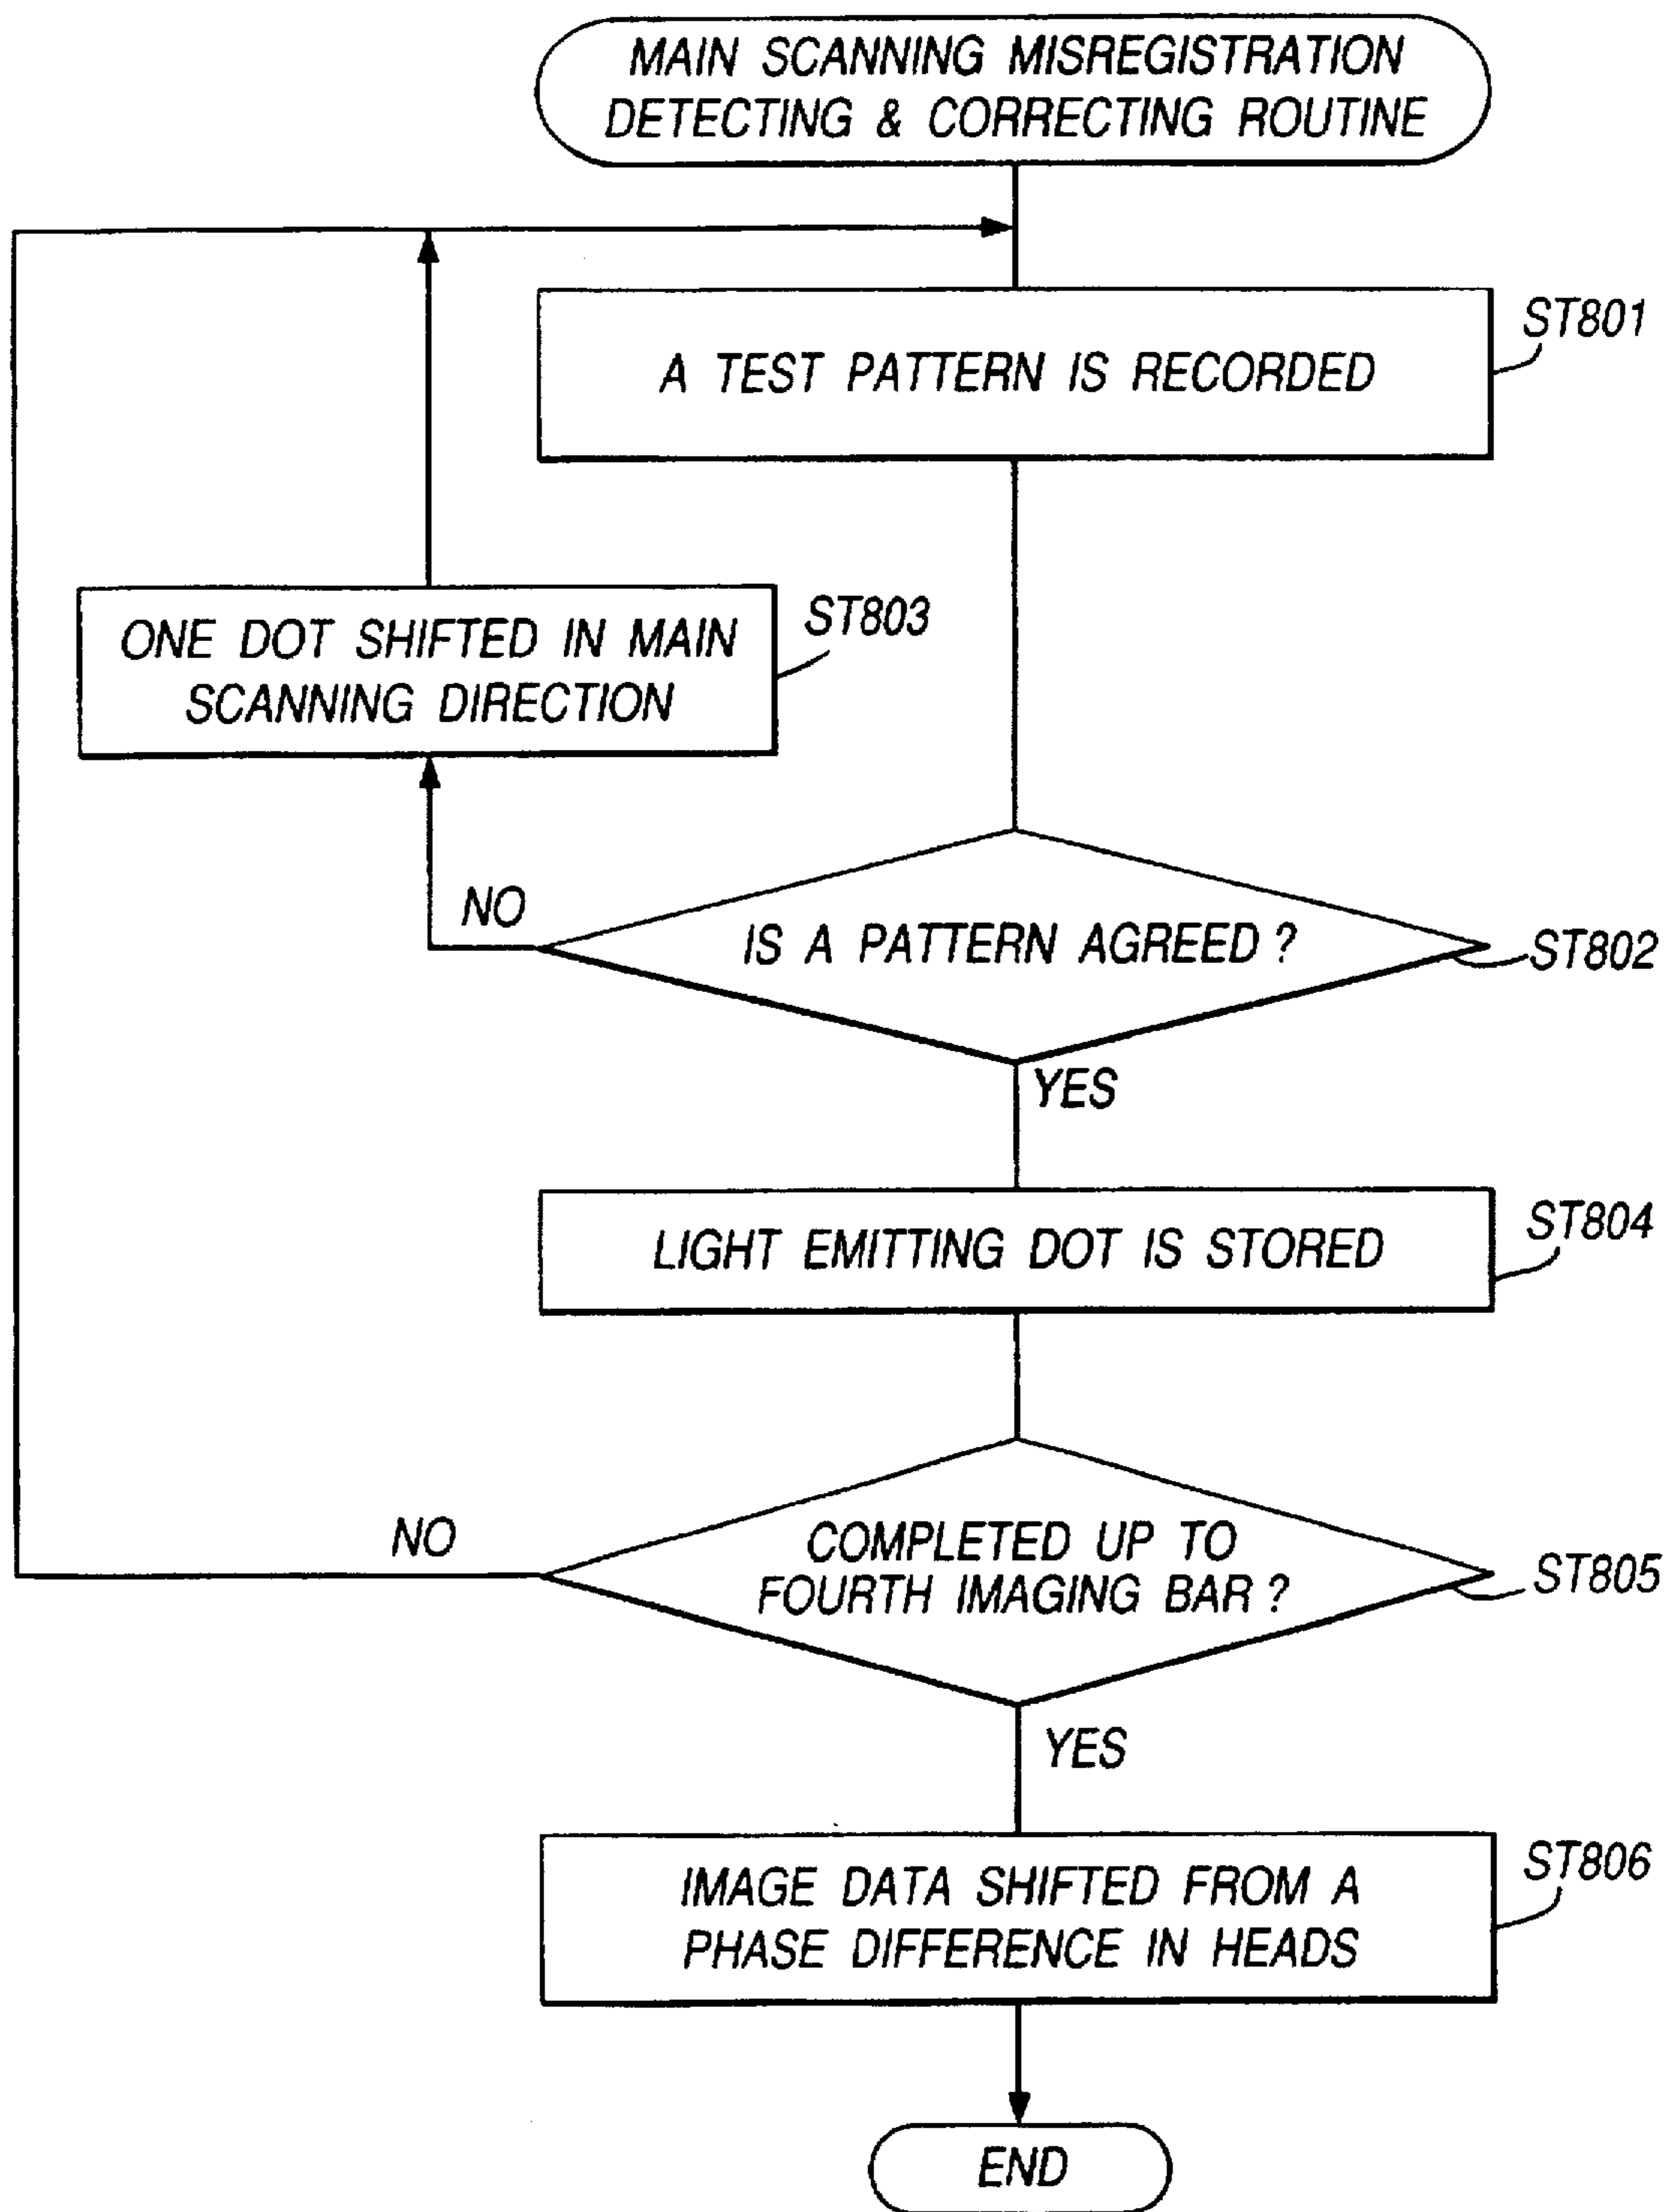 MAIN SCANNING MISREGISTRATION
DETECTING & CORRECTING ROUTINE
A TEST PATTERN IS RECORDED
ST801
ONE DOT SHIFTED IN MAIN
SCANNING DIRECTION
ST803
NO
IS A PATTERN AGREED ?
ST802
YES
LIGHT EMITTING DOT IS STORED
ST804
NO
COMPLETED UP TO
FOURTH IMAGING BAR ?
ST805
YES
IMAGE DATA SHIFTED FROM A
PHASE DIFFERENCE IN HEADS
ST806
END